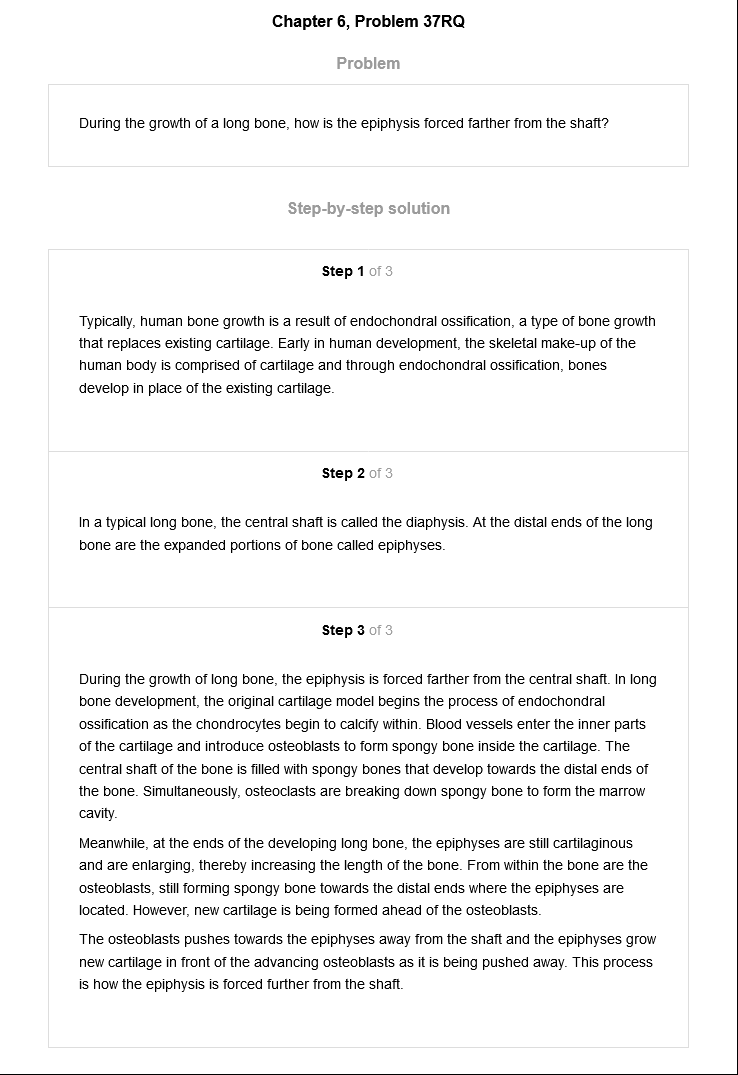 Chapter 6, Problem 37RQ
Problem
During the growth of a long bone, how is the epiphysis forced farther from the shaft?
Step-by-step solution
Step 1 of 3
Typically, human bone growth is a result of endochondral ossification, a type of bone growth
that replaces existing cartilage. Early in human development, the skeletal make-up of the
human body is comprised of cartilage and through endochondral ossification, bones
develop in place of the existing cartilage.
Step 2 of 3
In a typical long bone, the central shaft is called the diaphysis. At the distal ends of the long
bone are the expanded portions of bone called epiphyses.
Step 3 of 3
During the growth of long bone, the epiphysis is forced farther from the central shaft. In long
bone development, the original cartilage model begins the process of endochondral
ossification as the chondrocytes begin to calcify within. Blood vessels enter the inner parts
of the cartilage and introduce osteoblasts to form spongy bone inside the cartilage. The
central shaft of the bone is filled with spongy bones that develop towards the distal ends of
the bone. Simultaneously, osteoclasts are breaking down spongy bone to form the marrow
cavity.
Meanwhile, at the ends of the developing long bone, the epiphyses are still cartilaginous
and are enlarging, thereby increasing the length of the bone. From within the bone are the
osteoblasts, still forming spongy bone towards the distal ends where the epiphyses are
located. However, new cartilage is being formed ahead of the osteoblasts.
The osteoblasts pushes towards the epiphyses away from the shaft and the epiphyses grow
new cartilage in front of the advancing osteoblasts as it is being pushed away. This process
is how the epiphysis is forced further from the shaft.